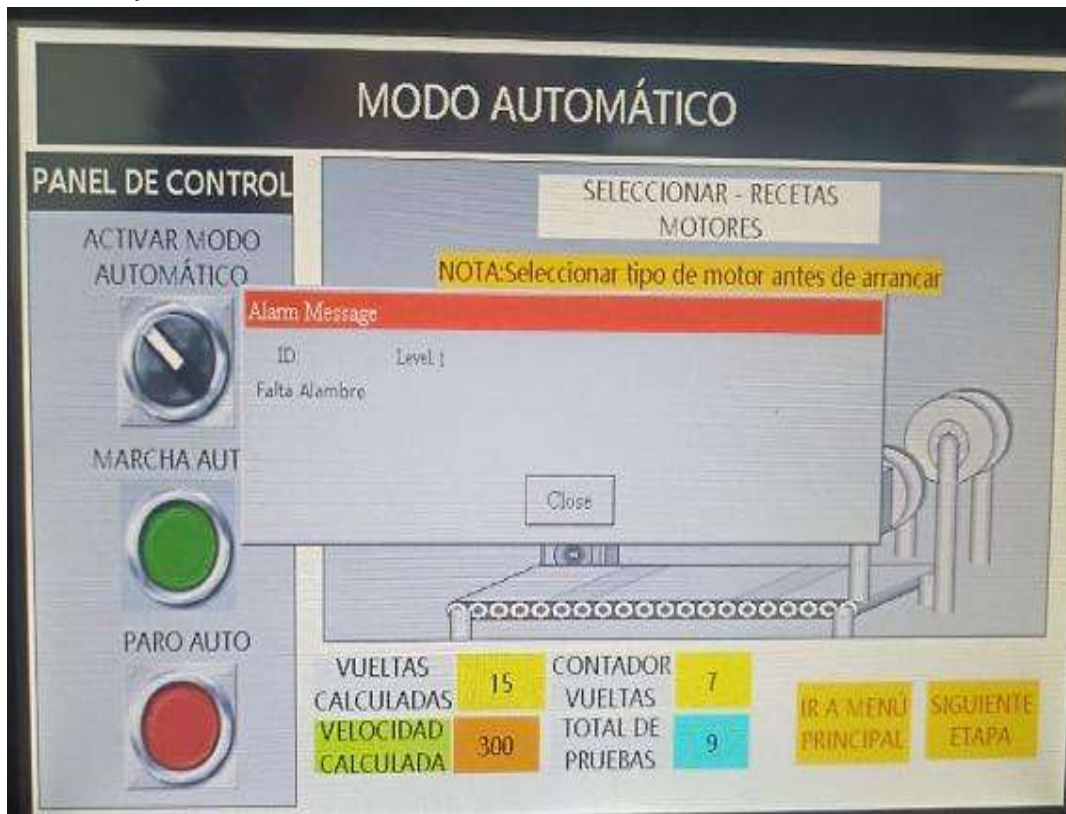 MODO AUTOMÁTICO
PANEL DE CONTROL
ACTIVAR MODO
AUTOMÁTICO
MARCHA AUT
PARO AUTO
SELECCIONAR - RECETAS
MOTORES
NOTA:Seleccionar tipo de motor antes de arrancar
Alarm Message
ID Level 1
Falta Alambre
Close
VUELTAS
CALCULADAS
15
CONTADOR
VUELTAS
7
VELOCIDAD
CALCULADA
300
TOTAL DE
PRUEBAS
9
IR A MENÚ
PRINCIPAL
SIGUIENTE
ETAPA